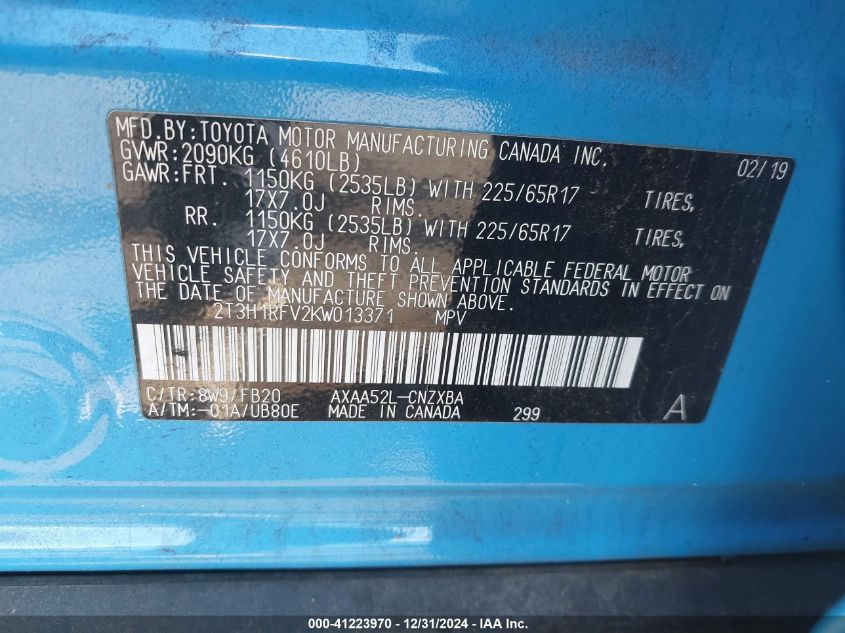 MFD.BY:TOYOTA MOTOR MANUFACTURING CANADA INC. 02/19
GVWR:2090KG (4610LB)
GAWR:FRT. 1150KG (2535LB) WITH 225/65R17 TIRES,
17X7.0J RIMS.
RR. 1150KG (2535LB) WITH 225/65R17 TIRES,
17X7.0J RIMS.
THIS VEHICLE CONFORMS TO ALL APPLICABLE FEDERAL MOTOR
VEHICLE SAFETY AND THEFT PREVENTION STANDARDS IN EFFECT ON
THE DATE OF MANUFACTURE SHOWN ABOVE.
2T3H1RFV2KW013371 MPV
C/TR:8W9/FB20 AXAA52L-CNZXBA
A/TM:-01A/UB80E MADE IN CANADA 299 A
000-41223970 - 12/31/2024 - IAA Inc.